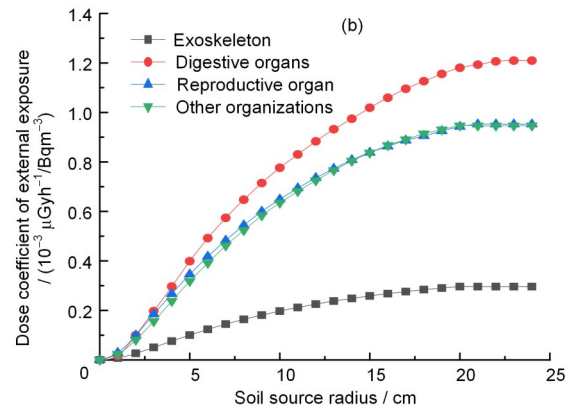 (b)
Exoskeleton
Digestive organs
Reproductive organ
Other organizations
Dose coefficient of external exposure
/ (10⁻³ μGyh⁻¹/Bqm⁻³)
1.4
1.2
1.0
0.8
0.6
0.4
0.2
0
0 5 10 15 20 25
Soil source radius / cm